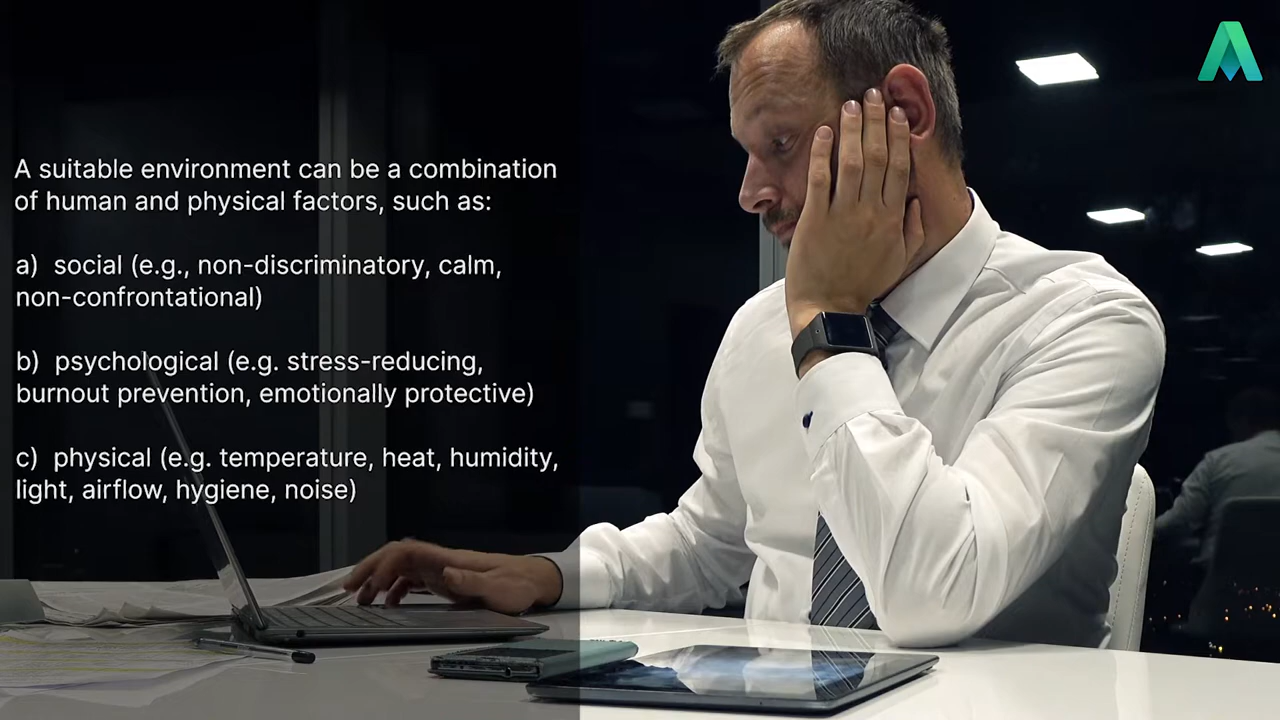 A suitable environment can be a combination
of human and physical factors, such as:
a) social (e.g., non-discriminatory, calm,
non-confrontational)
b) psychological (e.g. stress-reducing,
burnout prevention, emotionally protective)
c) physical (e.g. temperature, heat, humidity,
light, airflow, hygiene, noise)